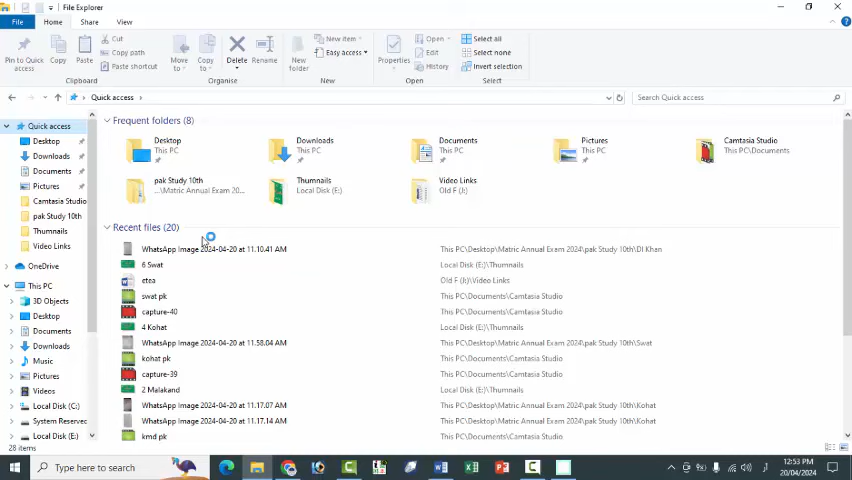 File Explorer
File
Home
Share
View
Pin to Quick access
Copy
Paste
Cut
Copy path
Paste shortcut
Clipboard
Move to
Copy to
Delete
Rename
Organise
New folder
New item
Easy access
New
Properties
Open
Edit
History
Open
Select all
Select none
Invert selection
Select
Quick access
Search Quick access
Quick access
Desktop
Downloads
Documents
Pictures
Camtasia Studio
pak Study 10th
Thumnails
Video Links
OneDrive
This PC
3D Objects
Desktop
Documents
Downloads
Music
Pictures
Videos
Local Disk (C:)
System Reserved
Local Disk (E:)
Frequent folders (8)
Desktop
This PC
Downloads
This PC
Documents
This PC
Pictures
This PC
Camtasia Studio
This PC\Documents
pak Study 10th
...\Matric Annual Exam 20...
Thumnails
Local Disk (E:)
Video Links
Old F (J:)
Recent files (20)
WhatsApp Image 2024-04-20 at 11.10.41 AM This PC\Desktop\Matric Annual Exam 2024\pak Study 10th\DI Khan
6 Swat Local Disk (E:)\Thumnails
etea Old F (J:)\Video Links
swat pk This PC\Documents\Camtasia Studio
capture-40 This PC\Documents\Camtasia Studio
4 Kohat Local Disk (E:)\Thumnails
WhatsApp Image 2024-04-20 at 11.58.04 AM This PC\Desktop\Matric Annual Exam 2024\pak Study 10th\Swat
kohat pk This PC\Documents\Camtasia Studio
capture-39 This PC\Documents\Camtasia Studio
2 Malakand Local Disk (E:)\Thumnails
WhatsApp Image 2024-04-20 at 11.17.07 AM This PC\Desktop\Matric Annual Exam 2024\pak Study 10th\Kohat
WhatsApp Image 2024-04-20 at 11.17.14 AM This PC\Desktop\Matric Annual Exam 2024\pak Study 10th\Kohat
kmd pk This PC\Documents\Camtasia Studio
28 items
Type here to search
12:53 PM
20/04/2024